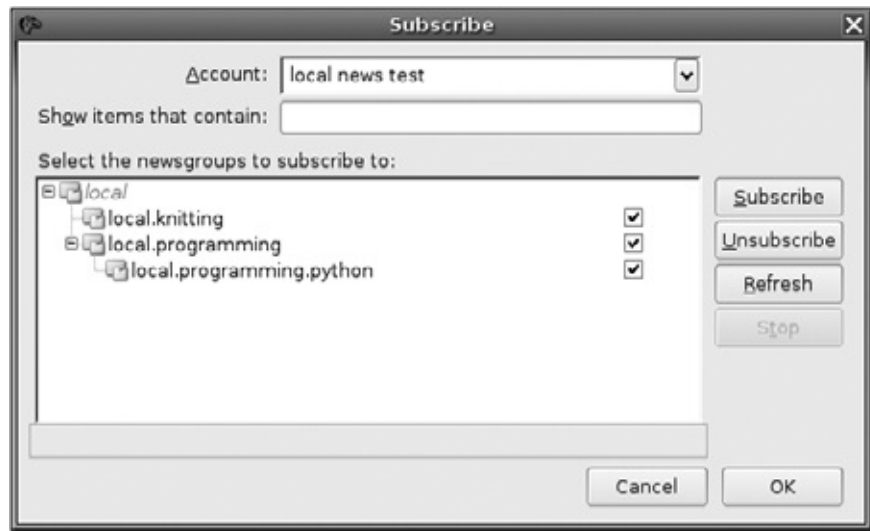 Subscribe
Account: local news test
Show items that contain:
Select the newsgroups to subscribe to:
local
local.knitting
local.programming
local.programming.python
Subscribe
Unsubscribe
Refresh
Stop
Cancel
OK